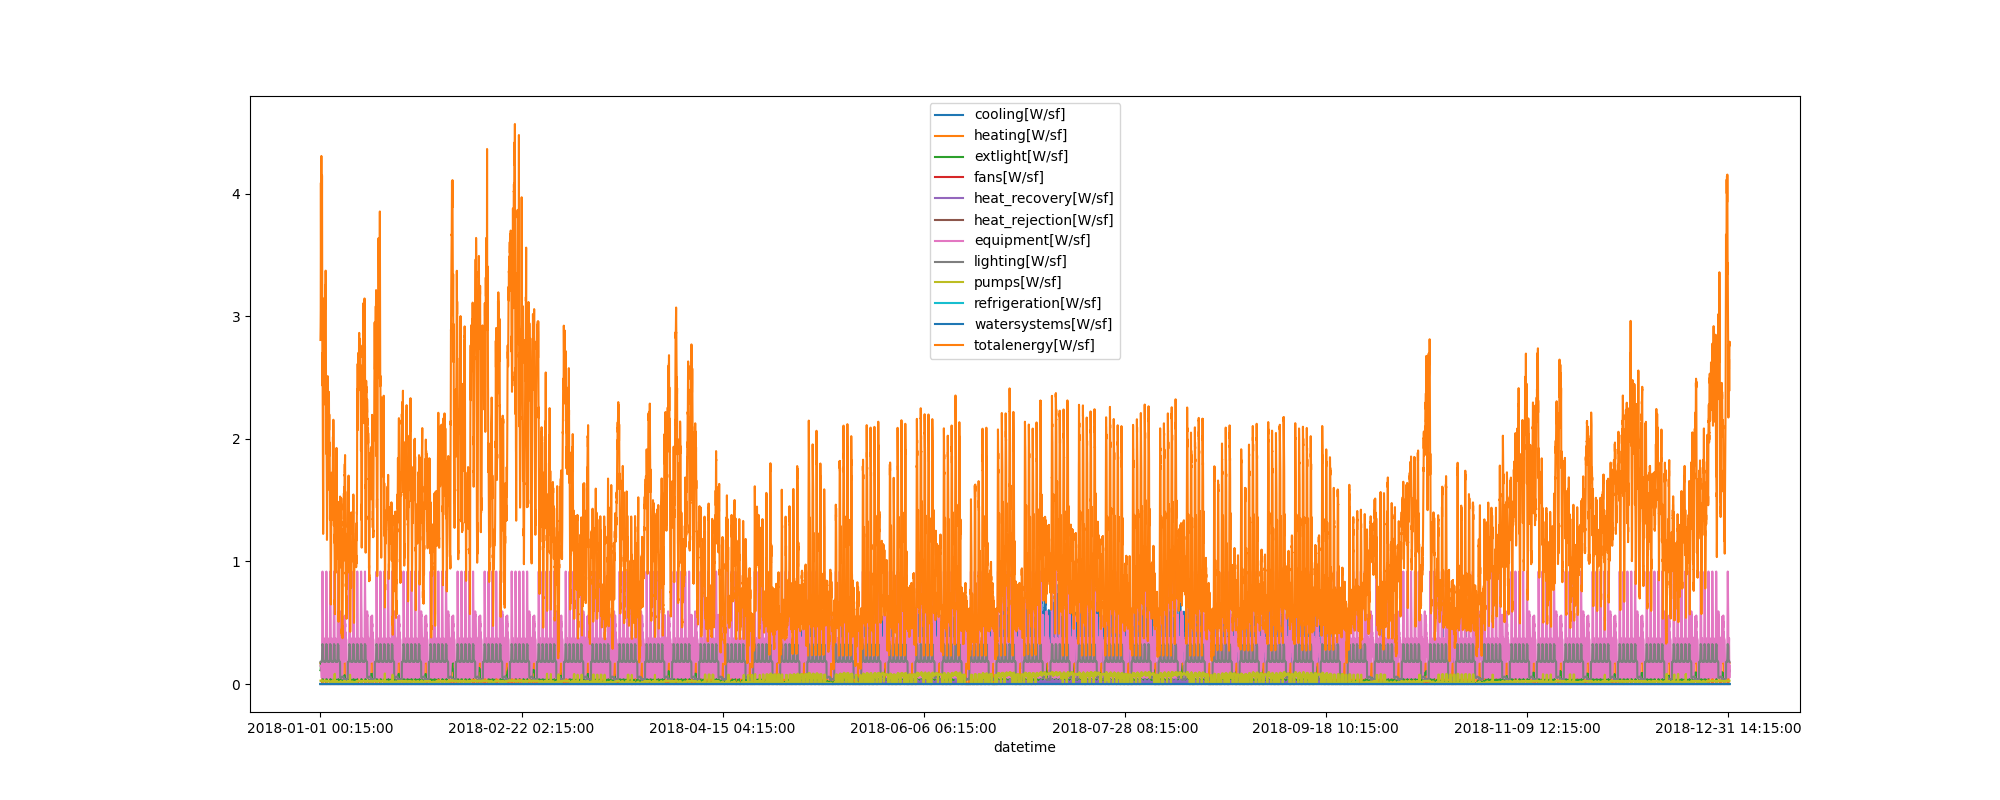 cooling[W/sf]
heating[W/sf]
extlight[W/sf]
fans[W/sf]
heat_recovery[W/sf]
heat_rejection[W/sf]
equipment[W/sf]
lighting[W/sf]
pumps[W/sf]
refrigeration[W/sf]
watersystems[W/sf]
totalenergy[W/sf]
4
3
2
1
0
2018-01-01 00:15:00 2018-02-22 02:15:00 2018-04-15 04:15:00 2018-06-06 06:15:00 2018-07-28 08:15:00 2018-09-18 10:15:00 2018-11-09 12:15:00 2018-12-31 14:15:00
datetime